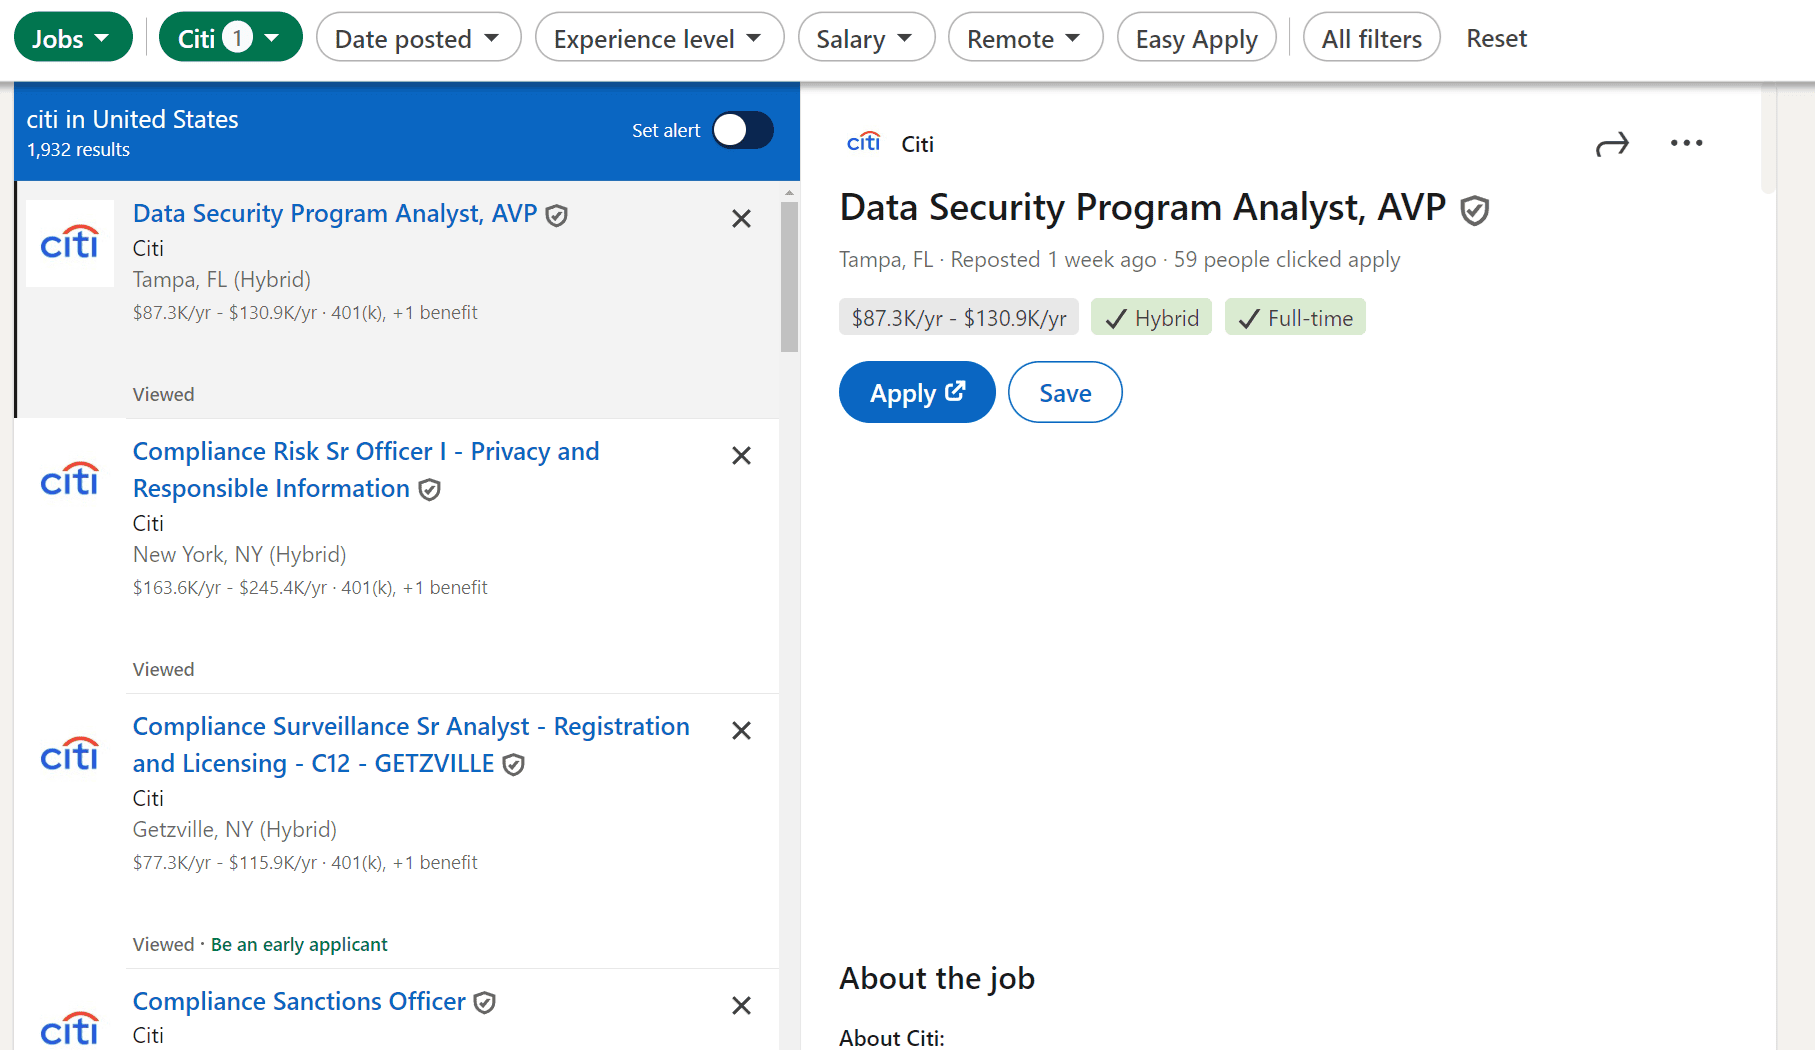 Jobs
Citi 1
Date posted
Experience level
Salary
Remote
Easy Apply
All filters
Reset
citi in United States
1,932 results
Set alert
citi
Data Security Program Analyst, AVP
Citi
Tampa, FL (Hybrid)
$87.3K/yr - $130.9K/yr · 401(k), +1 benefit
Viewed
citi
Compliance Risk Sr Officer I - Privacy and
Responsible Information
Citi
New York, NY (Hybrid)
$163.6K/yr - $245.4K/yr · 401(k), +1 benefit
Viewed
citi
Compliance Surveillance Sr Analyst - Registration
and Licensing - C12 - GETZVILLE
Citi
Getzville, NY (Hybrid)
$77.3K/yr - $115.9K/yr · 401(k), +1 benefit
Viewed · Be an early applicant
citi
Compliance Sanctions Officer
Citi
citi
Citi
Data Security Program Analyst, AVP
Tampa, FL · Reposted 1 week ago · 59 people clicked apply
$87.3K/yr - $130.9K/yr
Hybrid
Full-time
Apply
Save
About the job
About Citi: